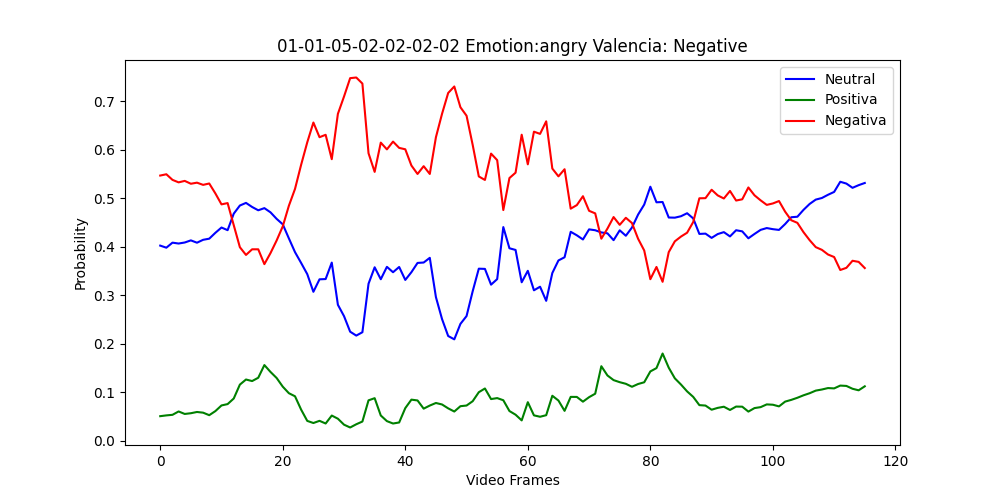 01-01-05-02-02-02-02 Emotion:angry Valencia: Negative
Neutral
Positiva
Negativa
Probability
0.7
0.6
0.5
0.4
0.3
0.2
0.1
0.0
0 20 40 60 80 100 120
Video Frames